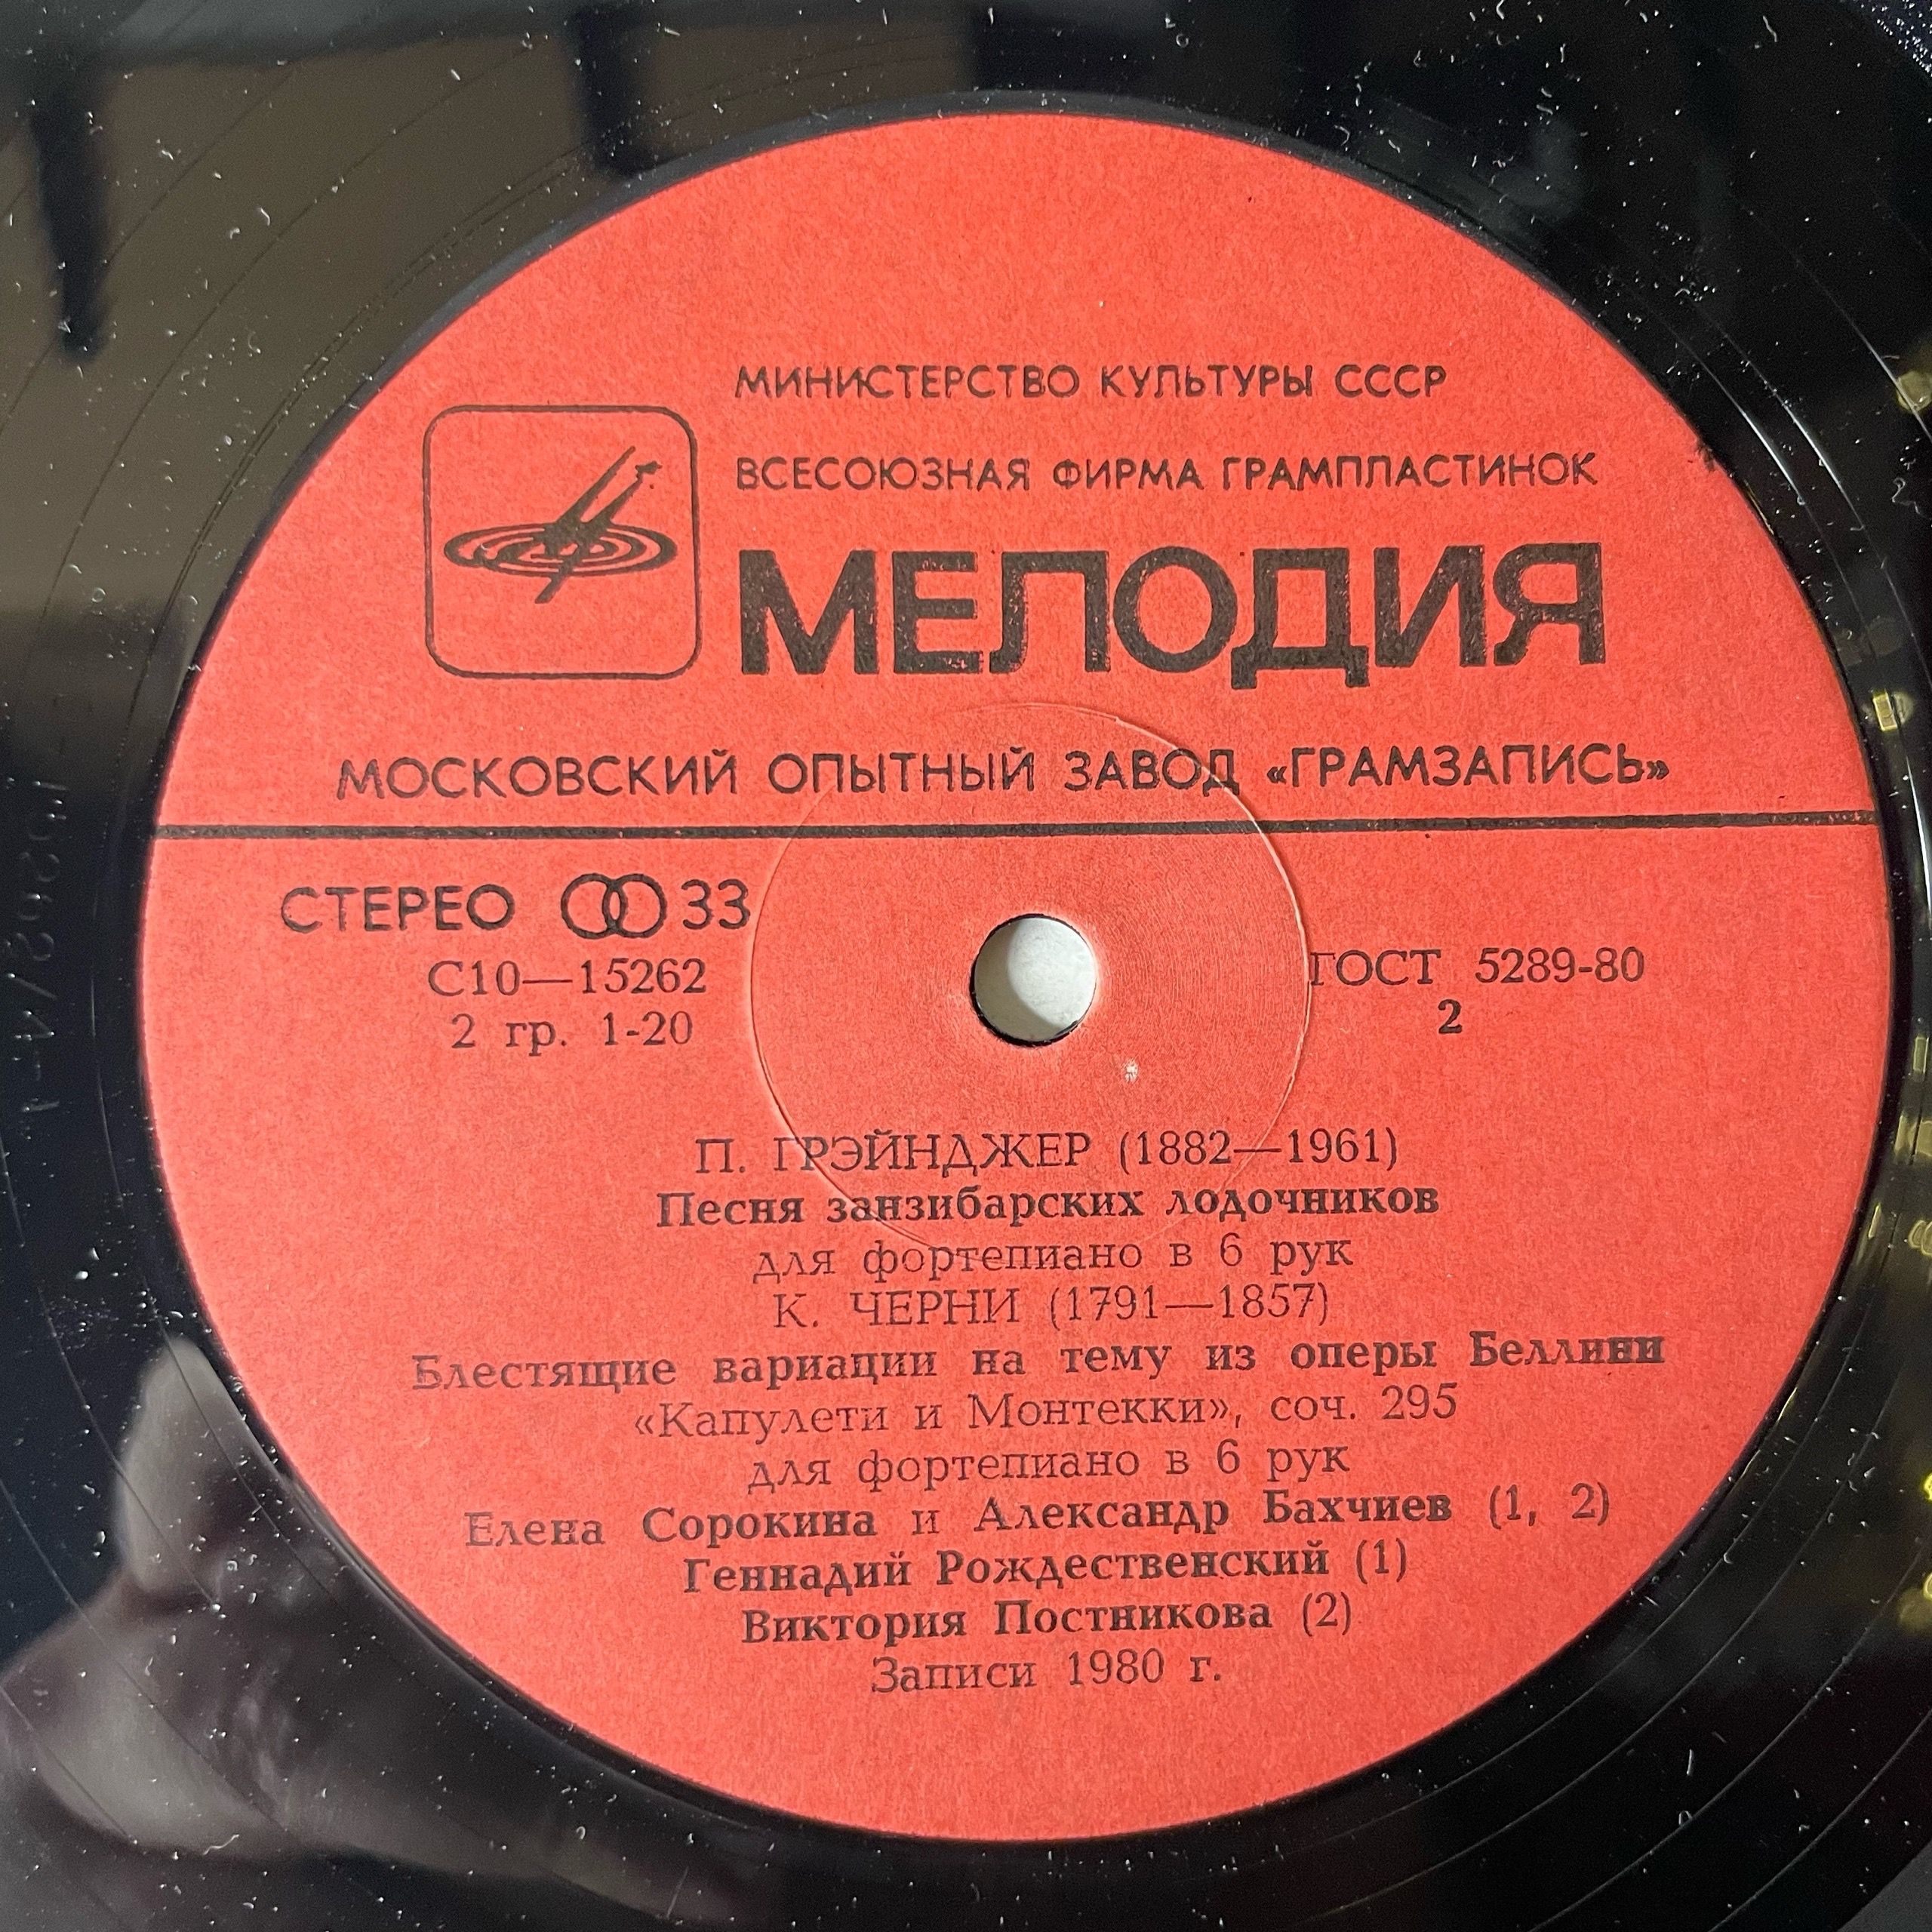 МИНИСТЕРСТВО КУЛЬТУРЫ СССР
ВСЕСОЮЗНАЯ ФИРМА ГРАМПЛАСТИНОК
МЕЛОДИЯ
МОСКОВСКИЙ ОПЫТНЫЙ ЗАВОД «ГРАМЗАПИСЬ»
СТЕРЕО 33
С10—15262
2 гр. 1-20
ГОСТ 5289-80
2
П. ГРЭЙНДЖЕР (1882—1961)
Песня занзибарских лодочников
для фортепиано в 6 рук
К. ЧЕРНИ (1791—1857)
Блестящие вариации на тему из оперы Беллини
«Капулети и Монтекки», соч. 295
для фортепиано в 6 рук
Елена Сорокина и Александр Бахчиев (1, 2)
Геннадий Рождественский (1)
Виктория Постникова (2)
Записи 1980 г.